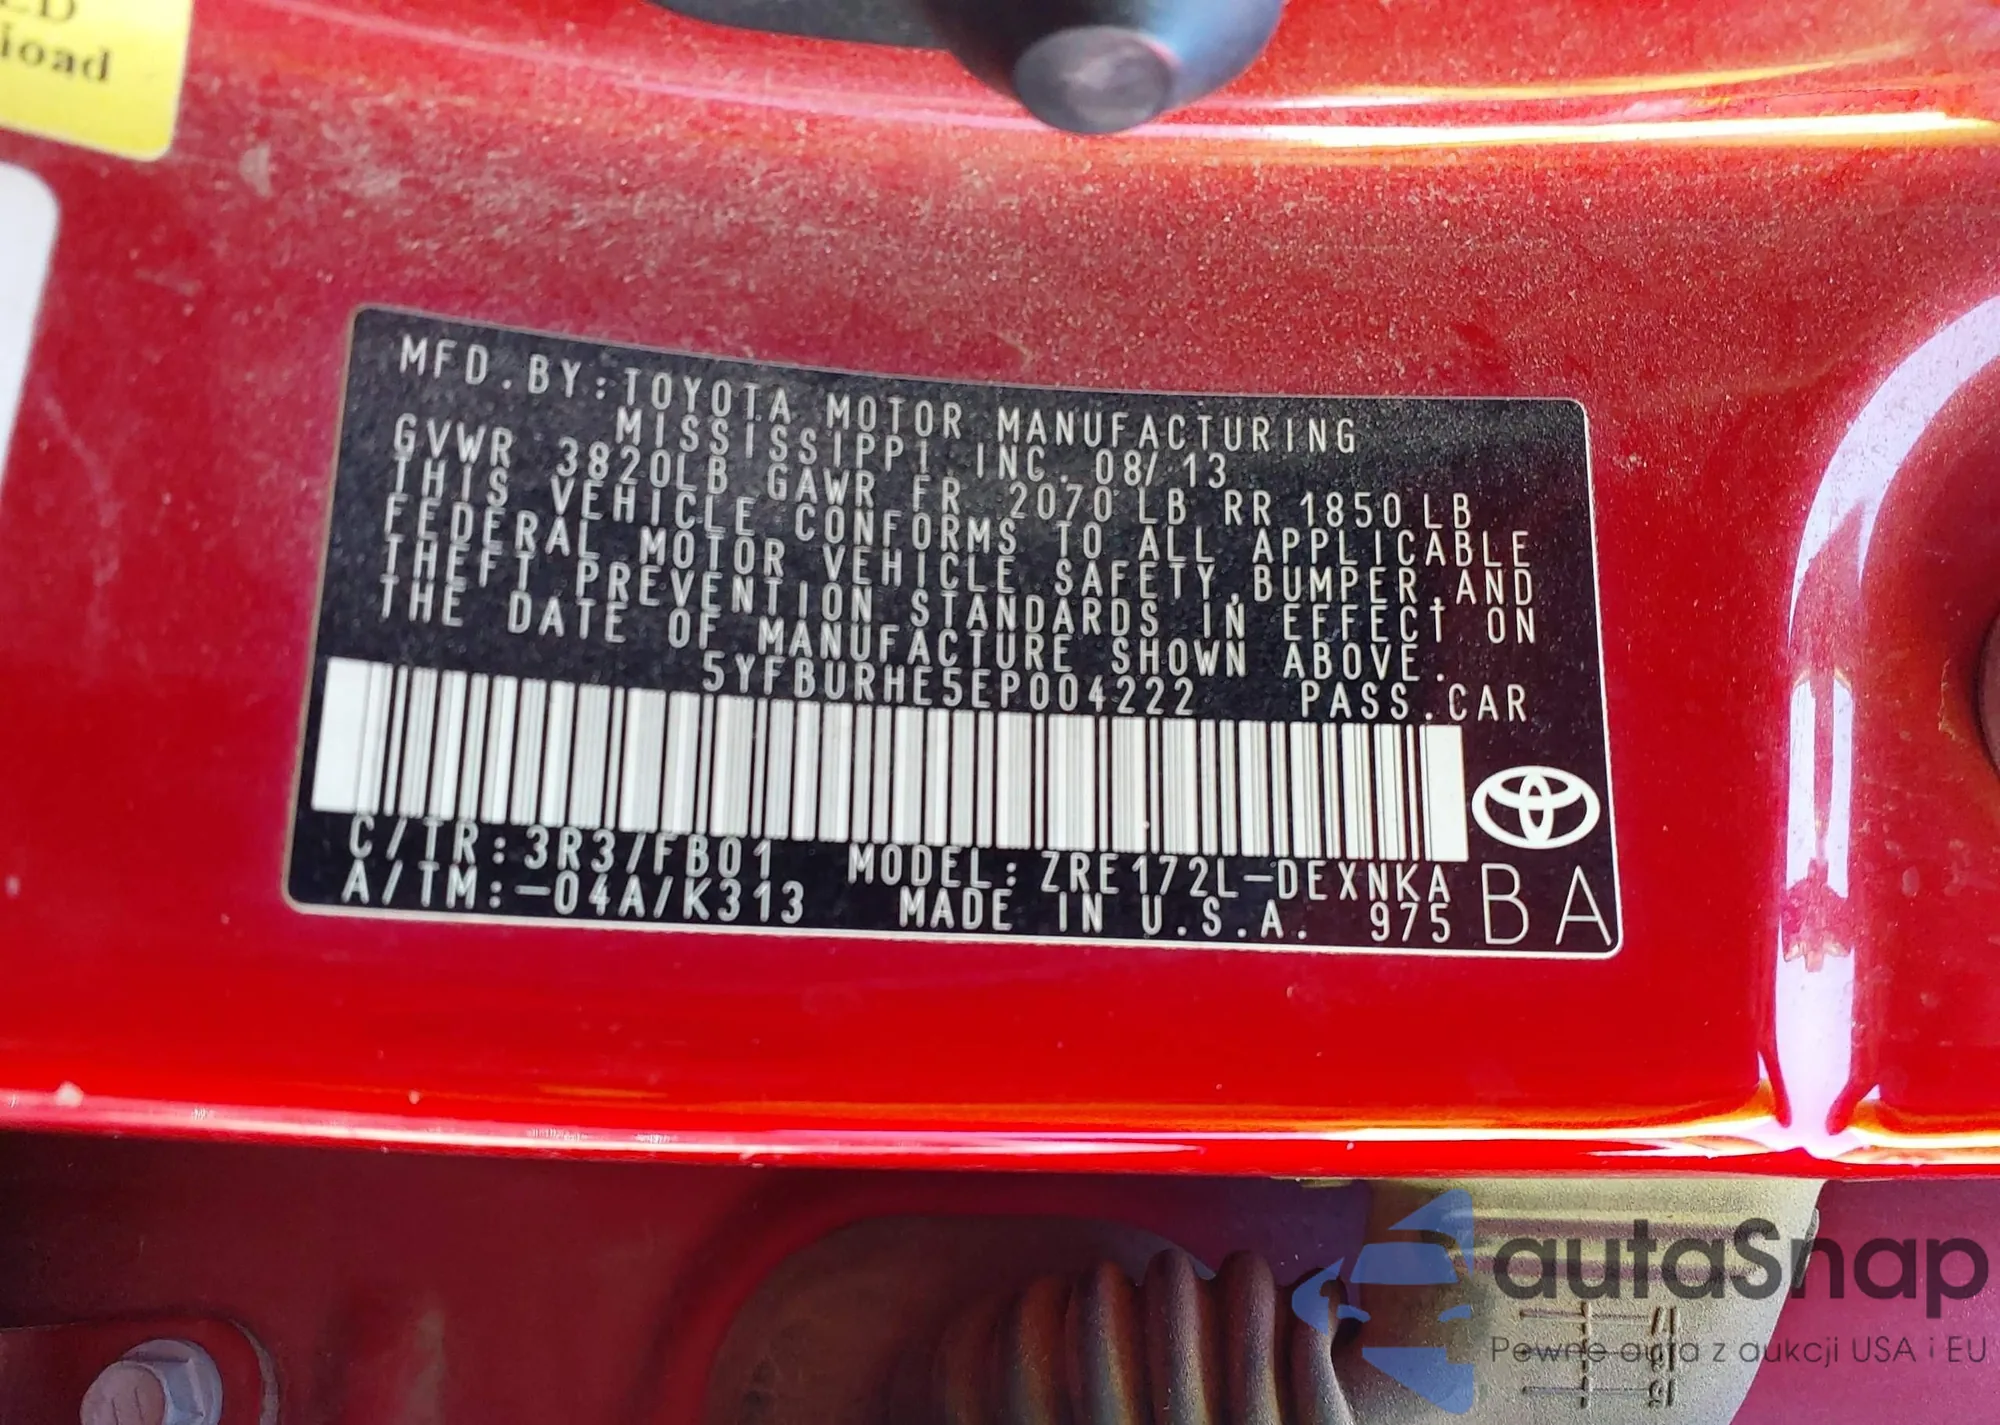 ED
ioad
MFD.BY:TOYOTA MOTOR MANUFACTURING
MISSISSIPPI,INC. 08/13
GVWR 3820LB GAWR FR 2070LB RR 1850LB
THIS VEHICLE CONFORMS TO ALL APPLICABLE
FEDERAL MOTOR VEHICLE SAFETY,BUMPER,AND
THEFT PREVENTION STANDARDS IN EFFECT ON
THE DATE OF MANUFACTURE SHOWN ABOVE.
5YFBURHE5EP004222 PASS.CAR
C/TR:3R3/FB01 MODEL:ZRE172L-DEXNKA
A/TM:-04A/K313 MADE IN U.S.A. 975 BA
autaSnap
Pewne auta z aukcji USA i EU